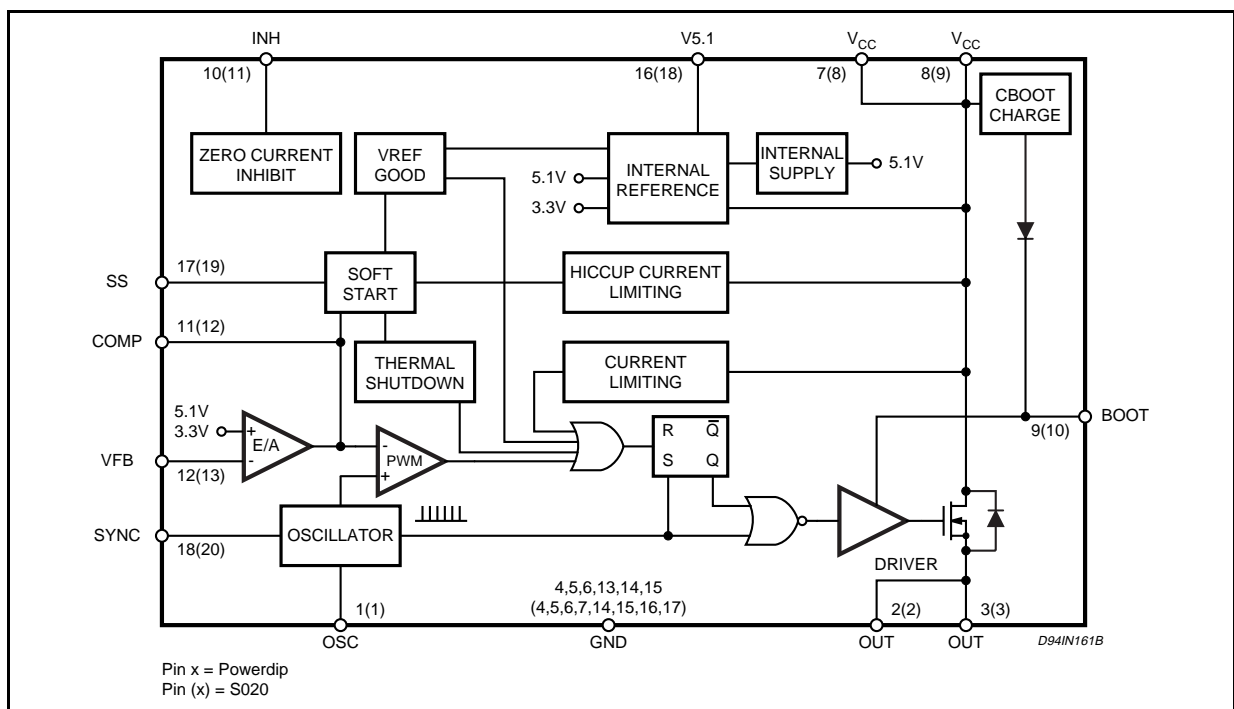 INH
V5.1
VCC
VCC
10(11)
16(18)
7(8)
8(9)
CBOOT
CHARGE
ZERO CURRENT
INHIBIT
VREF
GOOD
5.1V
3.3V
INTERNAL
REFERENCE
INTERNAL
SUPPLY
5.1V
SS
17(19)
SOFT
START
HICCUP CURRENT
LIMITING
COMP
11(12)
THERMAL
SHUTDOWN
CURRENT
LIMITING
5.1V
3.3V
+
E/A
-
VFB
12(13)
-
PWM
+
R Q̅
S Q
BOOT
9(10)
SYNC
18(20)
OSCILLATOR
DRIVER
1(1)
4,5,6,13,14,15
(4,5,6,7,14,15,16,17)
2(2)
3(3)
OSC
GND
OUT
OUT
D94IN161B
Pin x = Powerdip
Pin (x) = S020